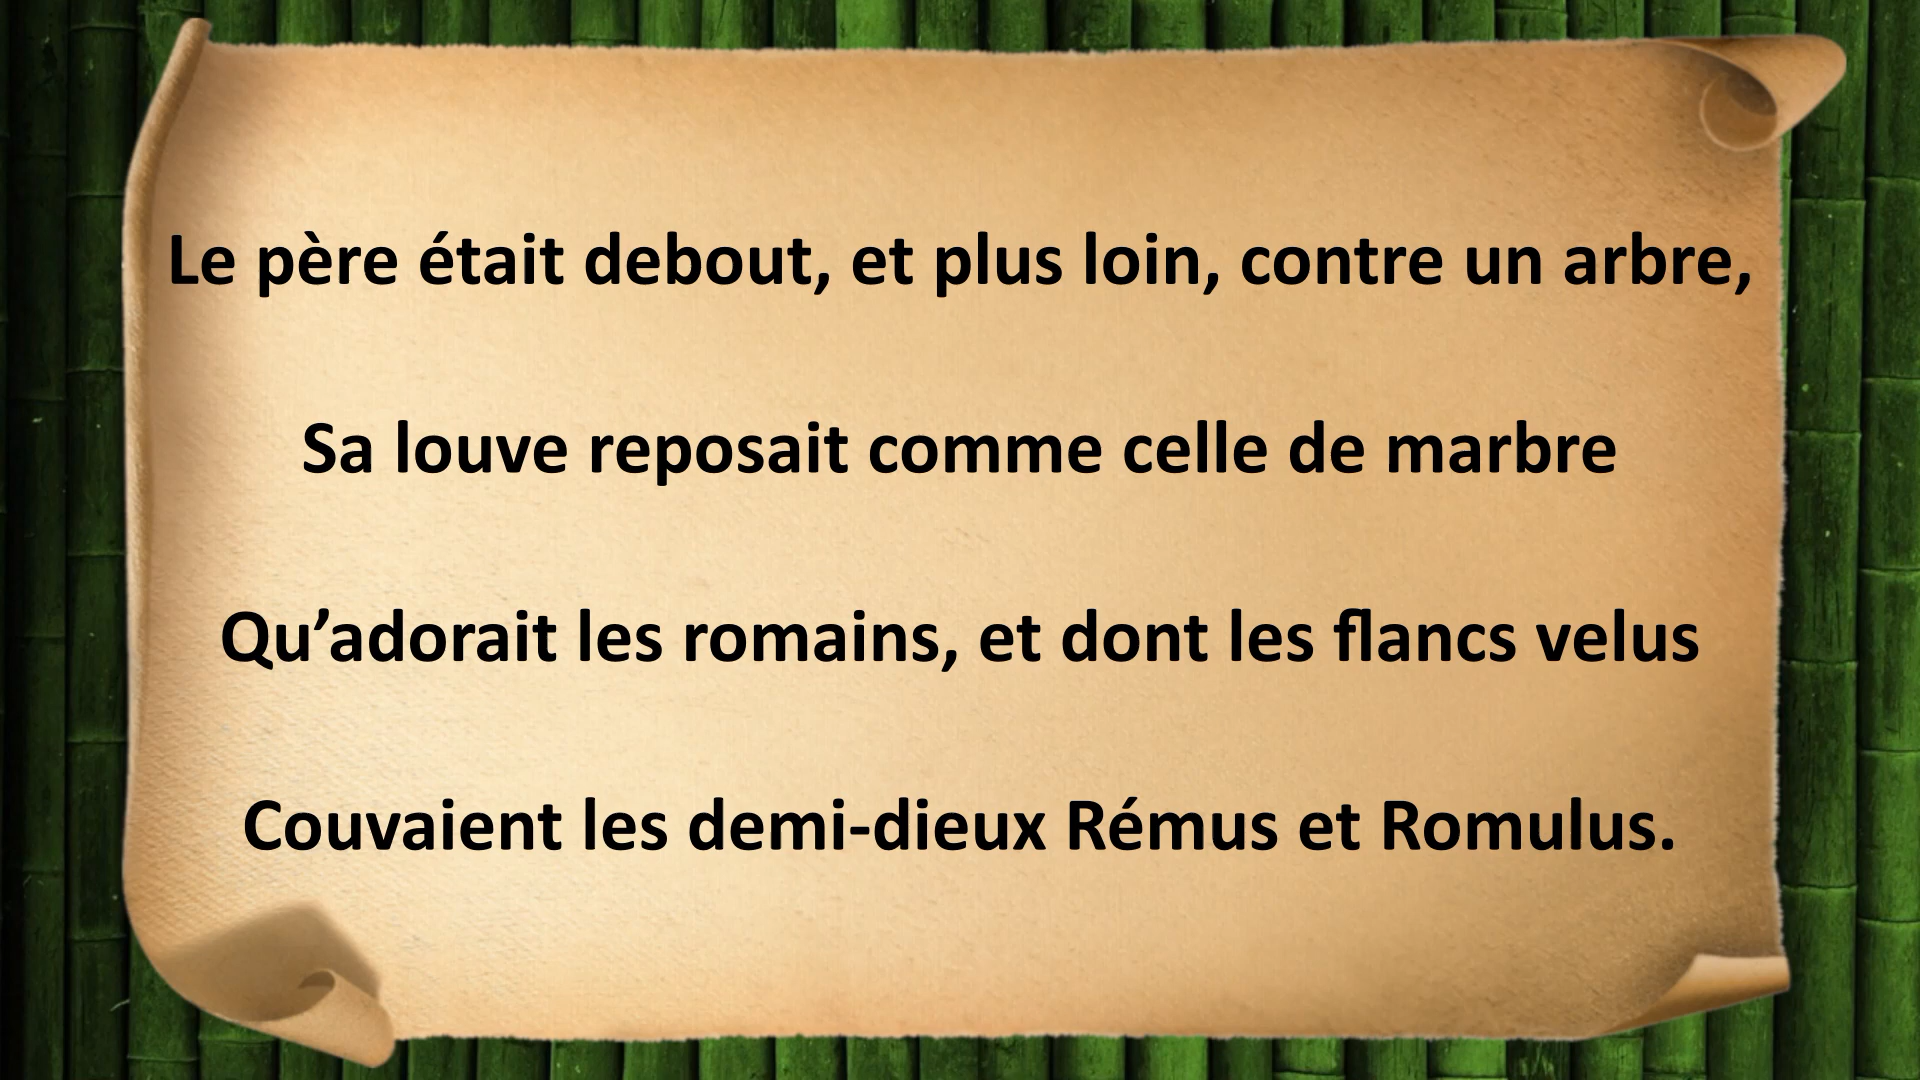 Le père était debout, et plus loin, contre un arbre,
Sa louve reposait comme celle de marbre
Qu’adorait les romains, et dont les flancs velus
Couvaient les demi-dieux Rémus et Romulus.